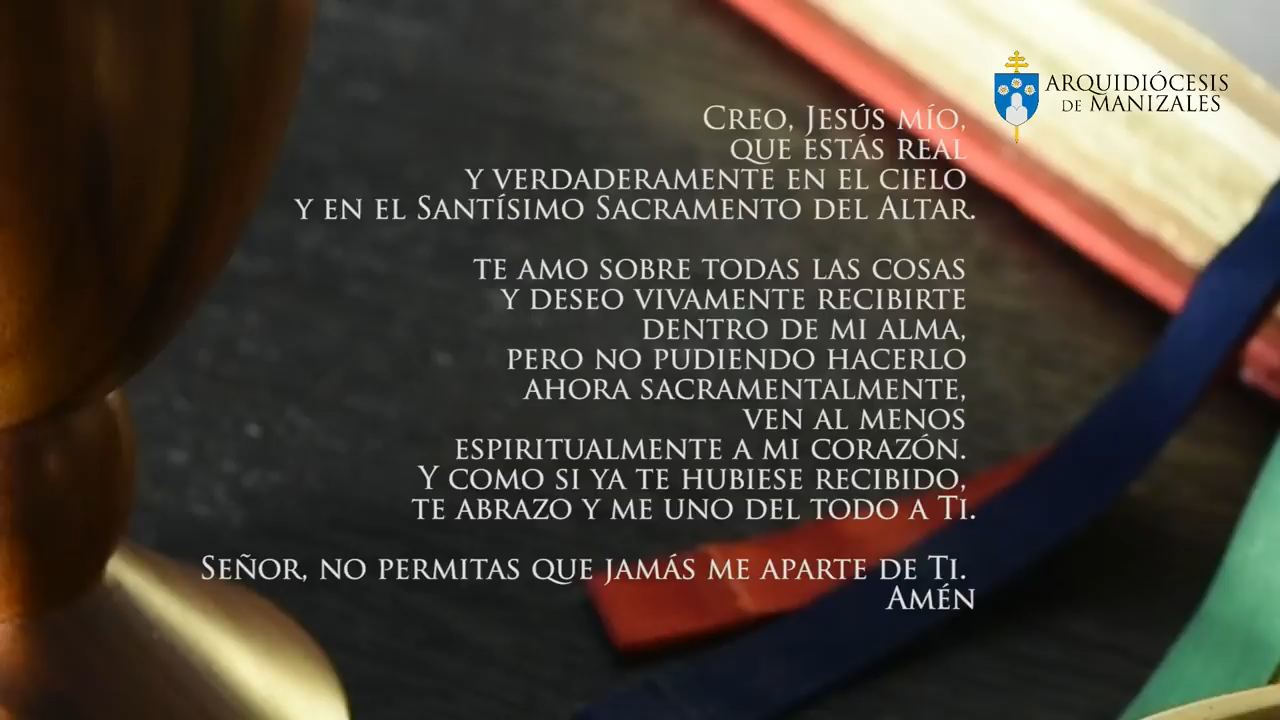 ARQUIDIÓCESIS
DE MANIZALES
CREO, JESÚS MÍO,
QUE ESTÁS REAL
Y VERDADERAMENTE EN EL CIELO
Y EN EL SANTÍSIMO SACRAMENTO DEL ALTAR.
TE AMO SOBRE TODAS LAS COSAS
Y DESEO VIVAMENTE RECIBIRTE
DENTRO DE MI ALMA,
PERO NO PUDIENDO HACERLO
AHORA SACRAMENTALMENTE,
VEN AL MENOS
ESPIRITUALMENTE A MI CORAZÓN.
Y COMO SI YA TE HUBIESE RECIBIDO,
TE ABRAZO Y ME UNO DEL TODO A TI.
SEÑOR, NO PERMITAS QUE JAMÁS ME APARTE DE TI.
AMÉN